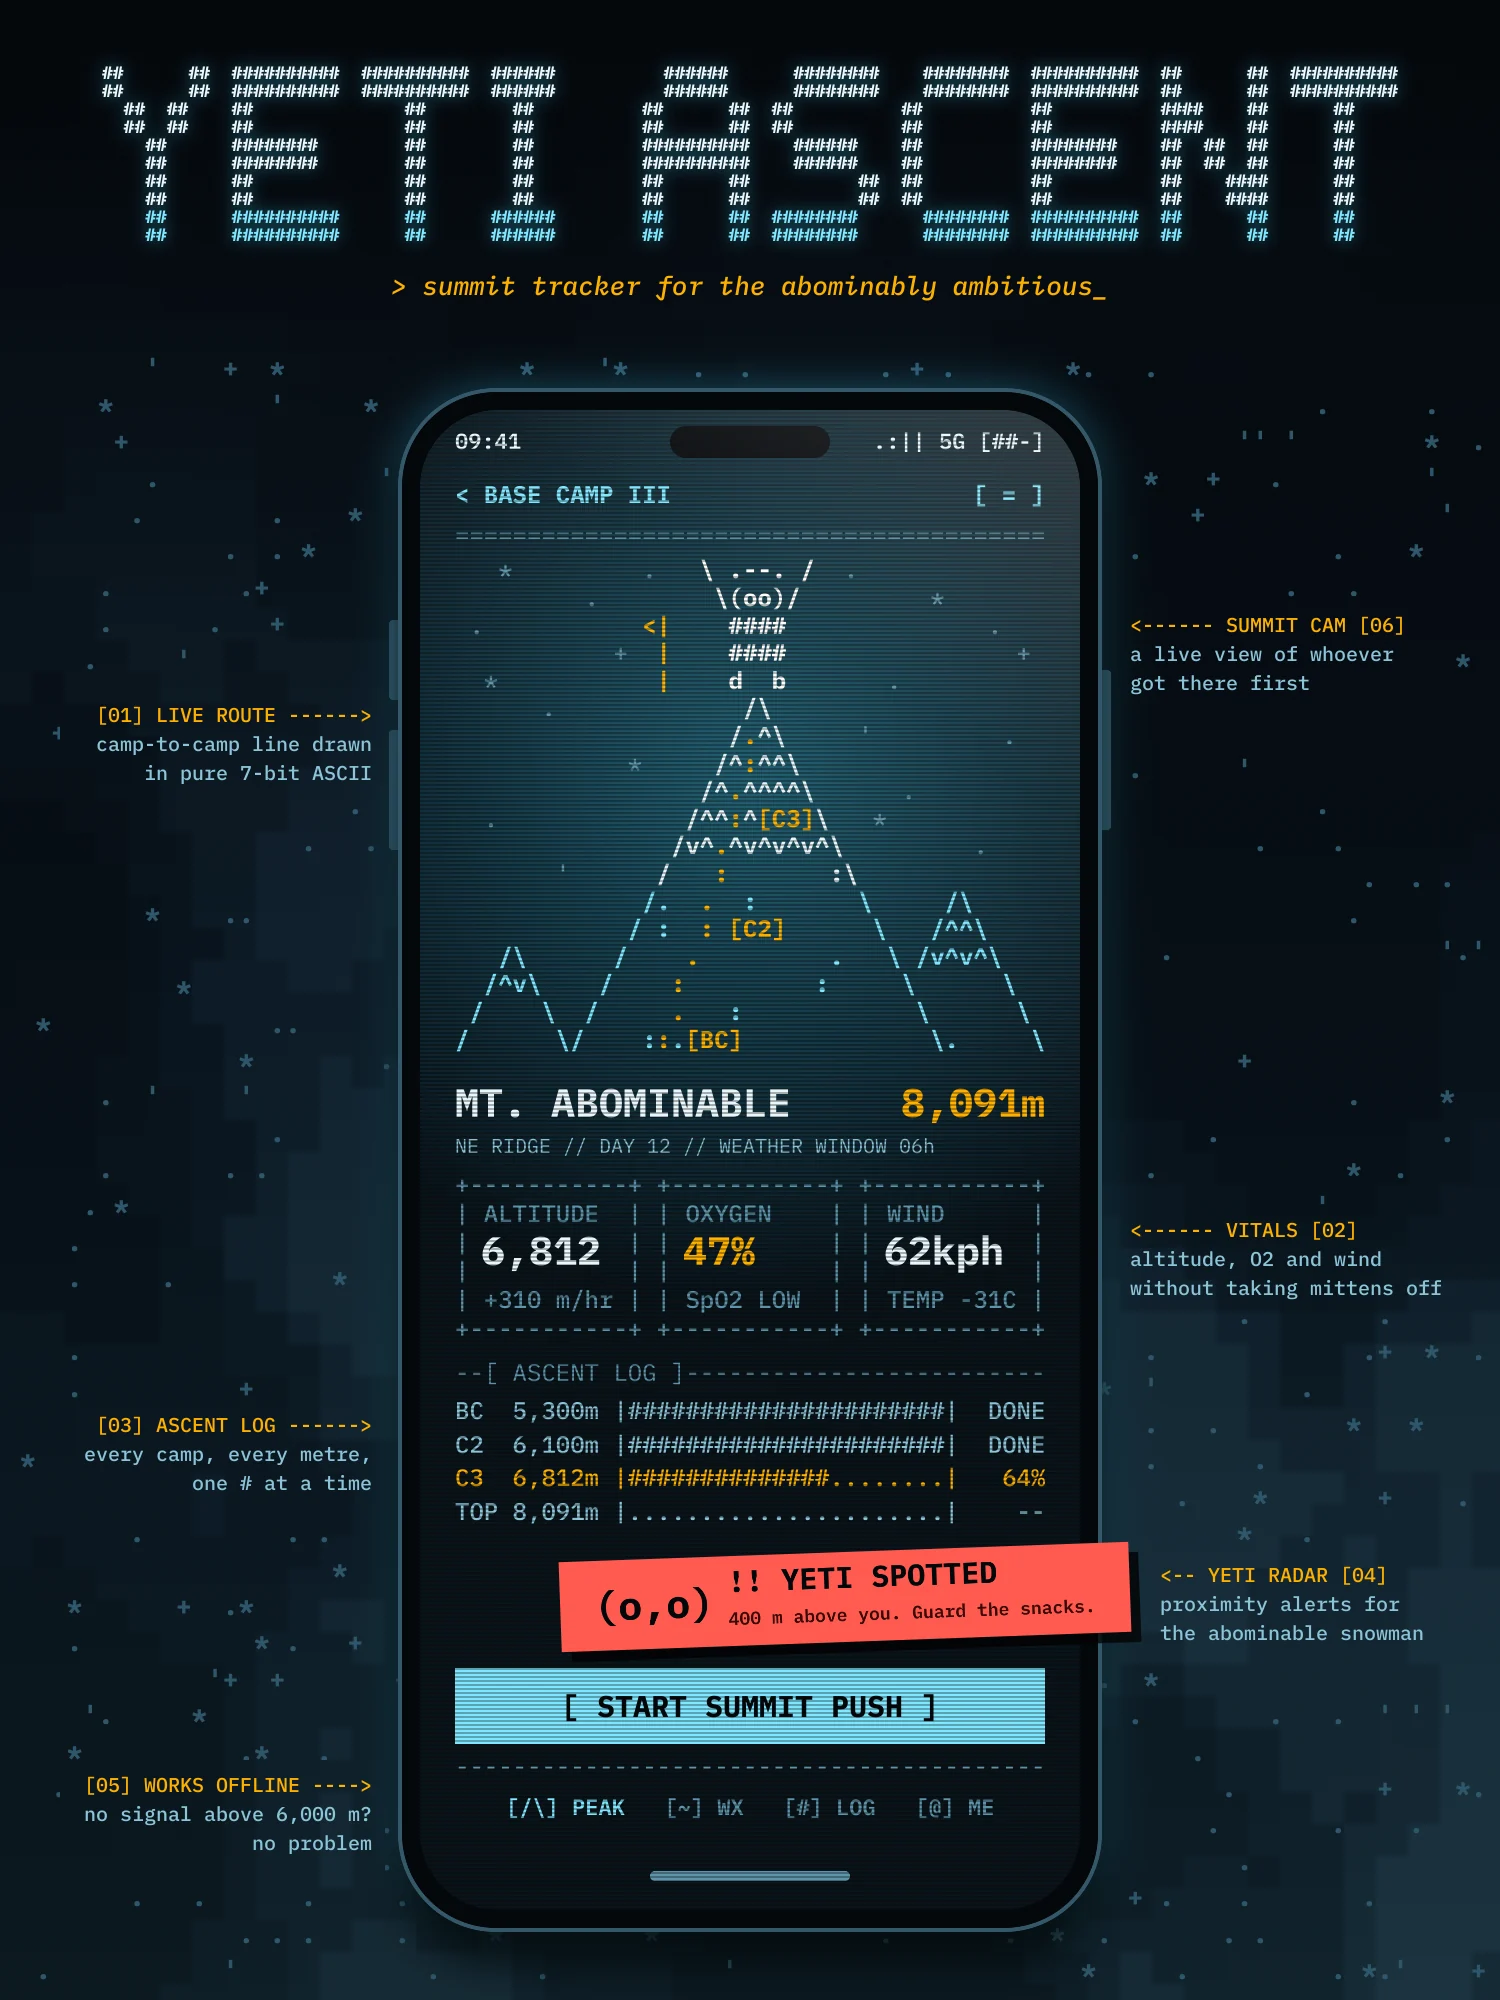 YETI ASCENT
> summit tracker for the abominably ambitious_
09:41 .:|| 5G [##-]
< BASE CAMP III [ = ]
=========================================
\ .--. /
\(oo)/
<| ####
| ####
| d  b
/\
/.^\
/^:^^\
/^.^^^^\
/^^:^[C3]\
/v^.^v^v^v^\
/   :       :\
/.  .  :       \   /\
/ :  : [C2]      \   /^^\
/\      /     .         .   \ /v^v^\
/^v\    /    :         :     \      \
/    \  /     .   :           \      \
/      \/    ::.[BC]             \.     \
MT. ABOMINABLE 8,091m
NE RIDGE // DAY 12 // WEATHER WINDOW 06h
+-----------+ +-----------+ +-----------+
| ALTITUDE  | | OXYGEN    | | WIND      |
| 6,812 | | 47% | | 62kph |
| +310 m/hr | | SpO2 LOW  | | TEMP -31C |
+-----------+ +-----------+ +-----------+
--[ ASCENT LOG ]-------------------------
BC  5,300m |######################|  DONE
C2  6,100m |######################|  DONE
C3  6,812m |##############........|   64%
TOP 8,091m |......................|    --
(o,o) !! YETI SPOTTED
400 m above you. Guard the snacks.
[ START SUMMIT PUSH ]
-----------------------------------------
[/\] PEAK [~] WX [#] LOG [@] ME
[01] LIVE ROUTE ------>
camp-to-camp line drawn
in pure 7-bit ASCII
<------ SUMMIT CAM [06]
a live view of whoever
got there first
<------ VITALS [02]
altitude, O2 and wind
without taking mittens off
[03] ASCENT LOG ------>
every camp, every metre,
one # at a time
<-- YETI RADAR [04]
proximity alerts for
the abominable snowman
[05] WORKS OFFLINE ---->
no signal above 6,000 m?
no problem